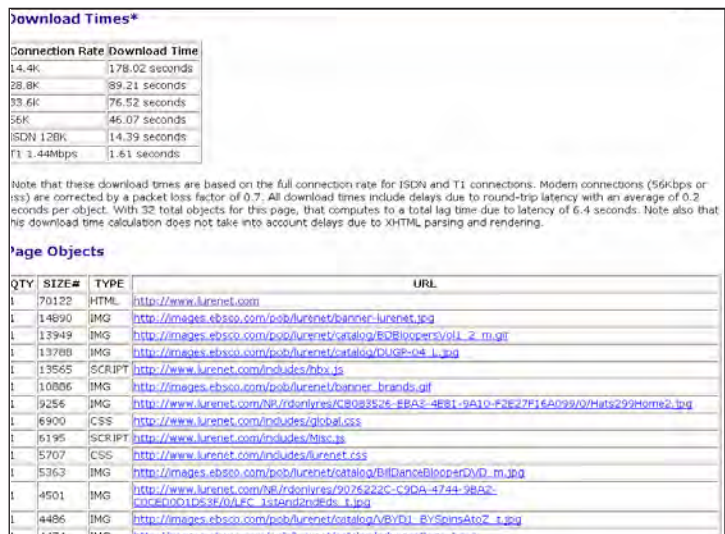 Download Times*
Connection Rate Download Time
14.4K 178.02 seconds
28.8K 89.21 seconds
33.6K 76.52 seconds
56K 46.07 seconds
ISDN 128K 14.39 seconds
T1 1.44Mbps 1.61 seconds
Note that these download times are based on the full connection rate for ISDN and T1 connections. Modem connections (56Kbps or
ess) are corrected by a packet loss factor of 0.7. All download times include delays due to round-trip latency with an average of 0.2
econds per object. With 32 total objects for this page, that computes to a total lag time due to latency of 6.4 seconds. Note also that
his download time calculation does not take into account delays due to XHTML parsing and rendering.
Page Objects
QTY SIZE# TYPE URL
1 70122 HTML http://www.lurenet.com
1 14890 IMG http://images.ebsco.com/pob/lurenet/banner-lurenet.jpg
1 13949 IMG http://images.ebsco.com/pob/lurenet/catalog/EDBloopersVol1_2_m.gif
1 13788 IMG http://images.ebsco.com/pob/lurenet/catalog/DUGP-04_L.jpg
1 13565 SCRIPT http://www.lurenet.com/includes/hbx.js
1 10886 IMG http://images.ebsco.com/pob/lurenet/banner_brands.gif
1 9256 IMG http://www.lurenet.com/NR/rdonlyres/CB083526-EBA3-4E81-9A10-F2E27F16A099/0/Hats299Home2.jpg
1 6900 CSS http://www.lurenet.com/includes/global.css
1 6195 SCRIPT http://www.lurenet.com/includes/Misc.js
1 5707 CSS http://www.lurenet.com/includes/lurenet.css
1 5363 IMG http://images.ebsco.com/pob/lurenet/catalog/BillDanceBlooperDVD_m.jpg
1 4501 IMG http://www.lurenet.com/NR/rdonlyres/9076222C-C9DA-4744-9BA2-
C0CED0D1D53F/0/LFC_1stAnd2ndEds_t.jpg
1 4486 IMG http://images.ebsco.com/pob/lurenet/catalog/VBYD1_BYSpinsAtoZ_t.jpg